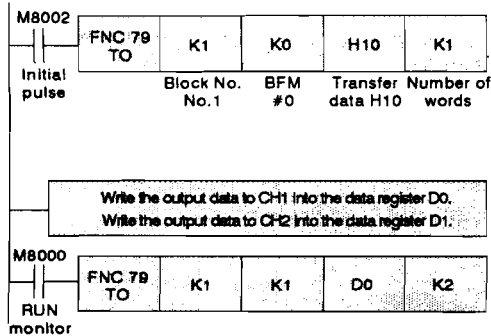 M8002
FNC 79 TO K1 K0 H10 K1
Initial pulse
Block No. No.1
BFM #0
Transfer data H10
Number of words
Write the output data to CH1 into the data register D0.
Write the output data to CH2 into the data register D1.
M8000
FNC 79 TO K1 K1 D0 K2
RUN monitor